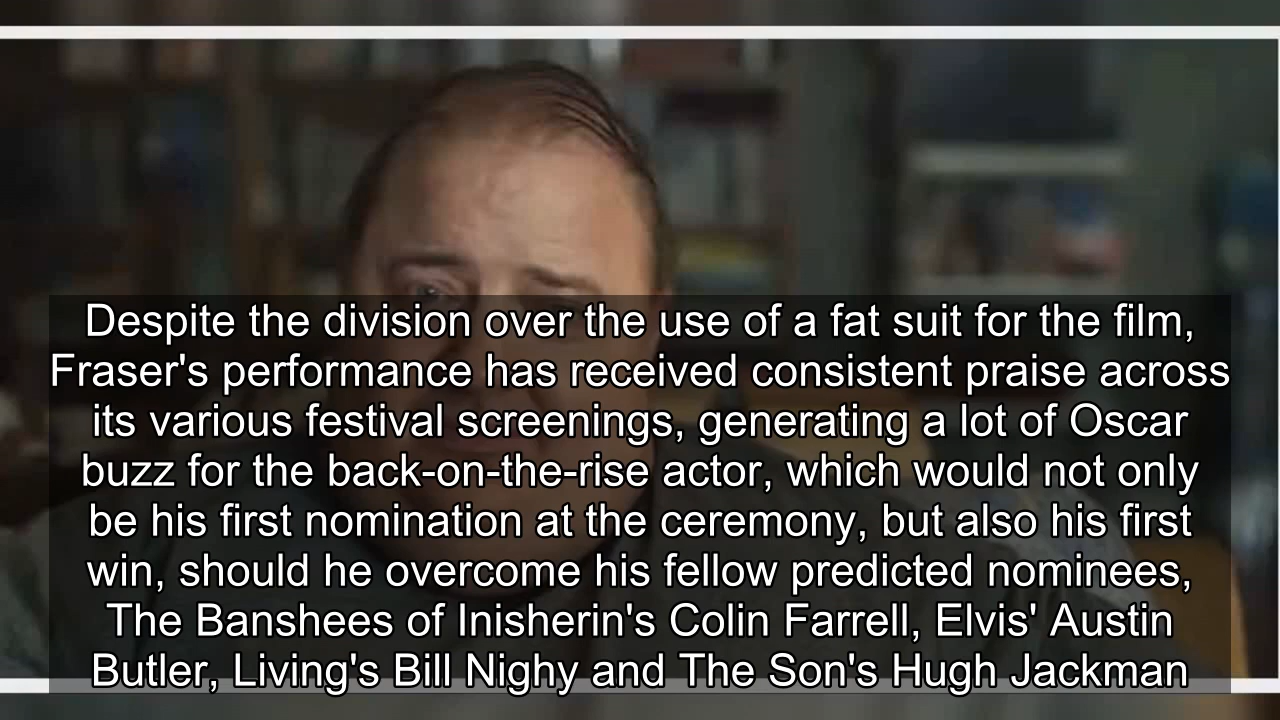 Despite the division over the use of a fat suit for the film,
Fraser's performance has received consistent praise across
its various festival screenings, generating a lot of Oscar
buzz for the back-on-the-rise actor, which would not only
be his first nomination at the ceremony, but also his first
win, should he overcome his fellow predicted nominees,
The Banshees of Inisherin's Colin Farrell, Elvis' Austin
Butler, Living's Bill Nighy and The Son's Hugh Jackman